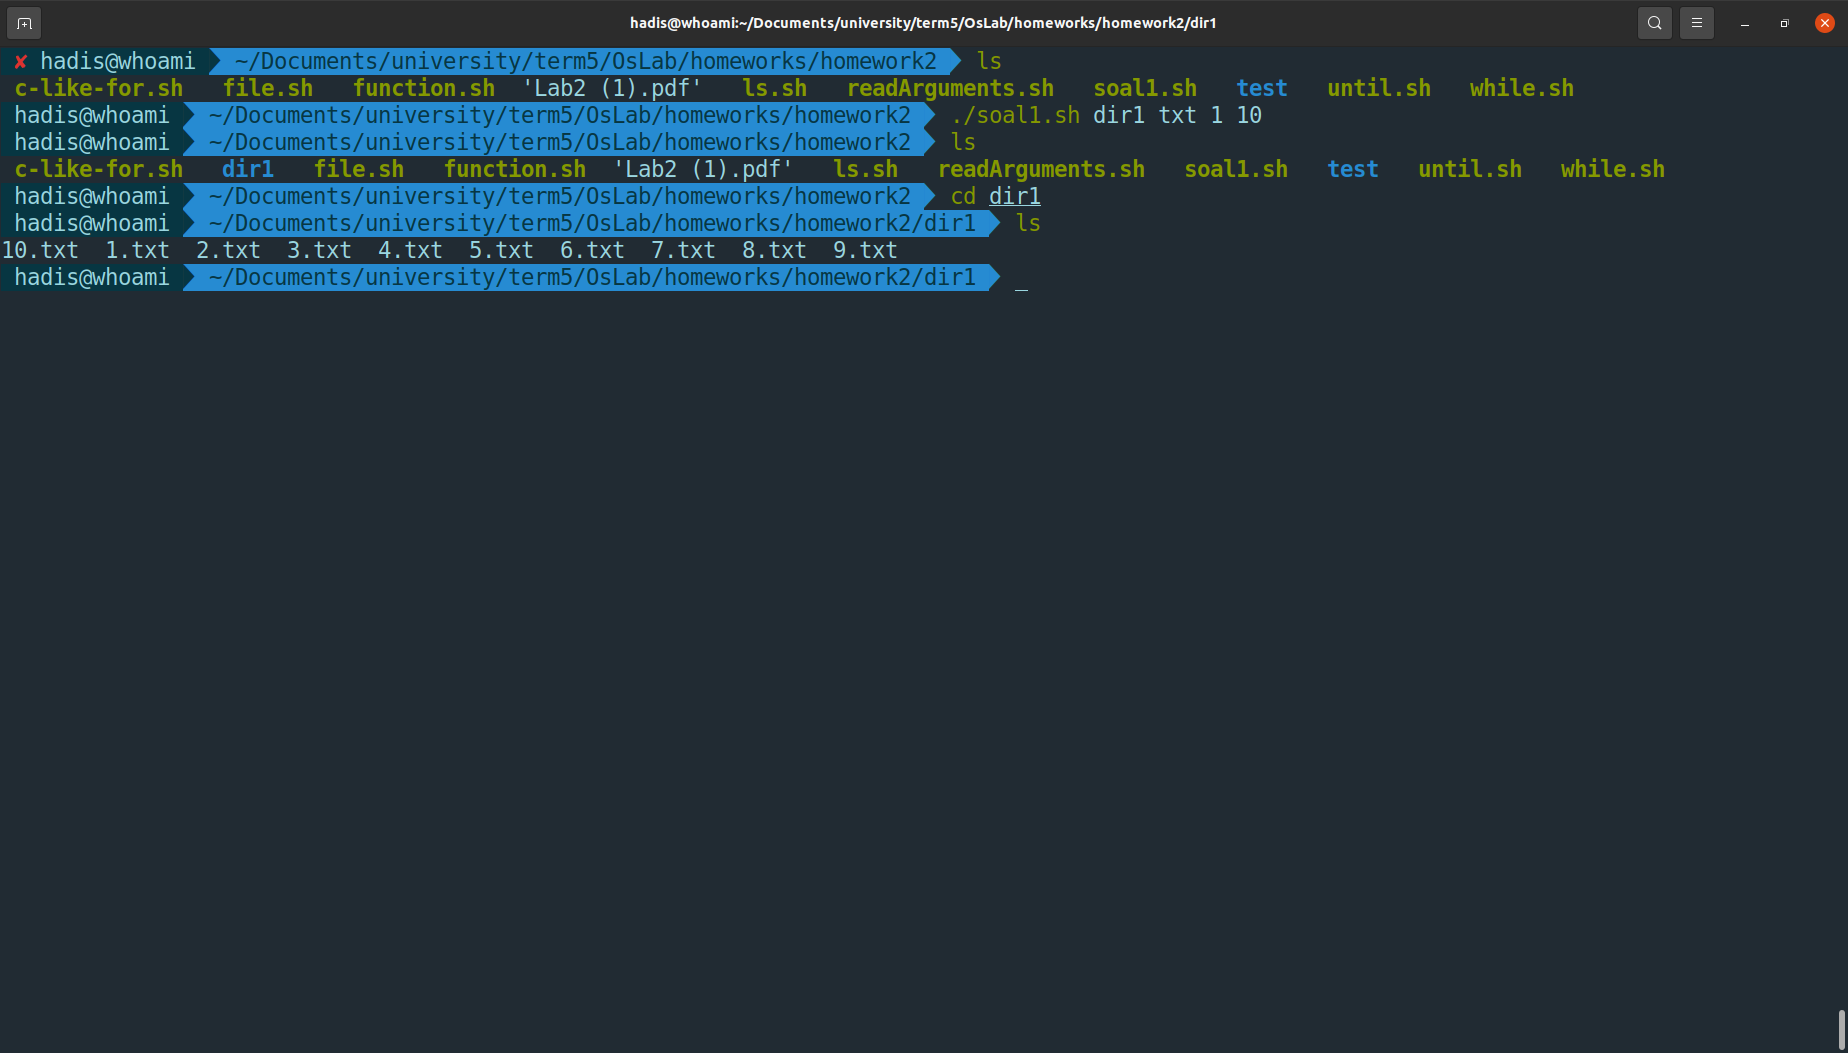 hadis@whoami:~/Documents/university/term5/OsLab/homeworks/homework2/dir1
✘ hadis@whoami ~/Documents/university/term5/OsLab/homeworks/homework2 ls
c-like-for.sh file.sh function.sh 'Lab2 (1).pdf' ls.sh readArguments.sh soal1.sh test until.sh while.sh
hadis@whoami ~/Documents/university/term5/OsLab/homeworks/homework2 ./soal1.sh dir1 txt 1 10
hadis@whoami ~/Documents/university/term5/OsLab/homeworks/homework2 ls
c-like-for.sh dir1 file.sh function.sh 'Lab2 (1).pdf' ls.sh readArguments.sh soal1.sh test until.sh while.sh
hadis@whoami ~/Documents/university/term5/OsLab/homeworks/homework2 cd dir1
hadis@whoami ~/Documents/university/term5/OsLab/homeworks/homework2/dir1 ls
10.txt 1.txt 2.txt 3.txt 4.txt 5.txt 6.txt 7.txt 8.txt 9.txt
hadis@whoami ~/Documents/university/term5/OsLab/homeworks/homework2/dir1 _